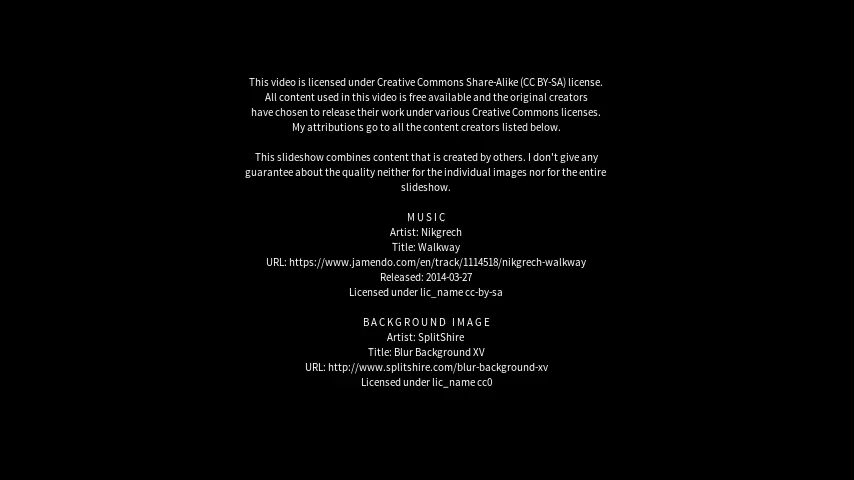 This video is licensed under Creative Commons Share-Alike (CC BY-SA) license.
All content used in this video is free available and the original creators
have chosen to release their work under various Creative Commons licenses.
My attributions go to all the content creators listed below.
This slideshow combines content that is created by others. I don't give any
guarantee about the quality neither for the individual images nor for the entire
slideshow.
MUSIC
Artist: Nikgrech
Title: Walkway
URL: https://www.jamendo.com/en/track/1114518/nikgrech-walkway
Released: 2014-03-27
Licensed under lic_name cc-by-sa
BACKGROUND IMAGE
Artist: SplitShire
Title: Blur Background XV
URL: http://www.splitshire.com/blur-background-xv
Licensed under lic_name cc0